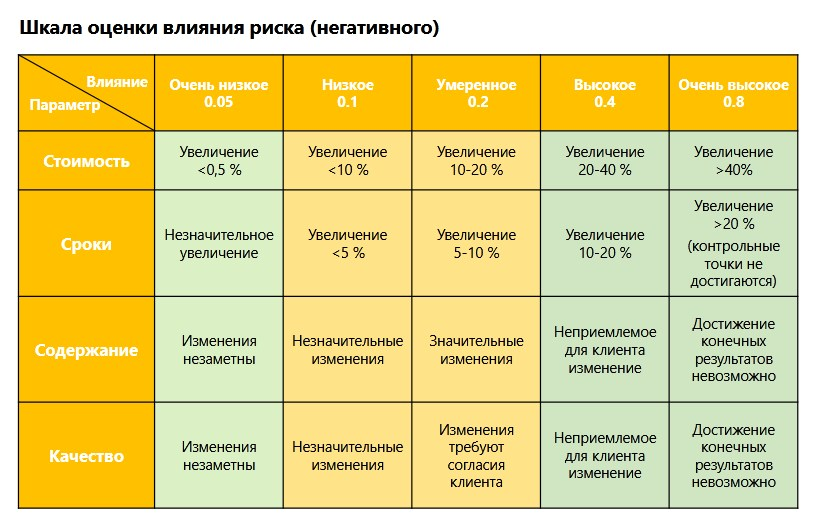 Шкала оценки влияния риска (негативного)
Влияние
Параметр
Очень низкое
0.05
Низкое
0.1
Умеренное
0.2
Высокое
0.4
Очень высокое
0.8
Стоимость
Увеличение
<0,5 %
Увеличение
<10 %
Увеличение
10-20 %
Увеличение
20-40 %
Увеличение
>40%
Сроки
Незначительное
увеличение
Увеличение
<5 %
Увеличение
5-10 %
Увеличение
10-20 %
Увеличение
>20 %
(контрольные
точки не
достигаются)
Содержание
Изменения
незаметны
Незначительные
изменения
Значительные
изменения
Неприемлемое
для клиента
изменение
Достижение
конечных
результатов
невозможно
Качество
Изменения
незаметны
Незначительные
изменения
Изменения
требуют
согласия
клиента
Неприемлемое
для клиента
изменение
Достижение
конечных
результатов
невозможно